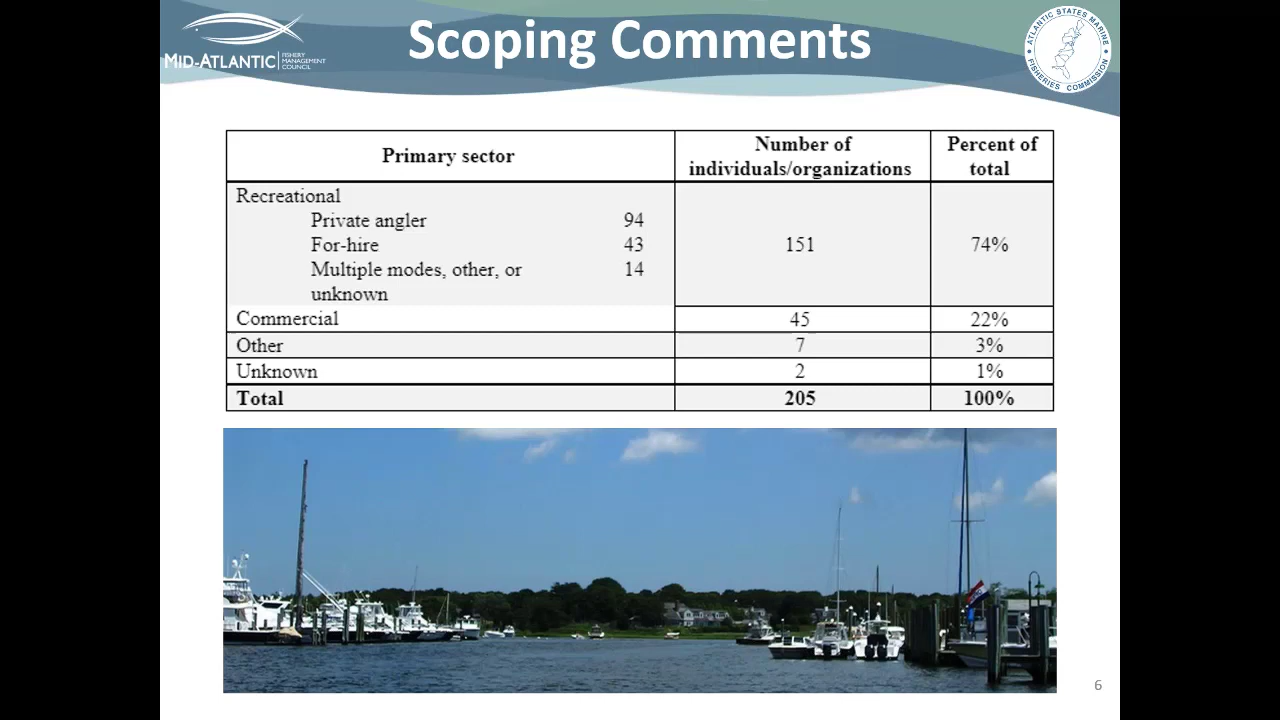 Scoping Comments
MID-ATLANTIC
FISHERY
MANAGEMENT
COUNCIL
ATLANTIC STATES MARINE
FISHERIES COMMISSION
Primary sector
Number of
individuals/organizations
Percent of
total
Recreational
Private angler 94
For-hire 43
Multiple modes, other, or 14
unknown
151 74%
Commercial 45 22%
Other 7 3%
Unknown 2 1%
Total 205 100%
6